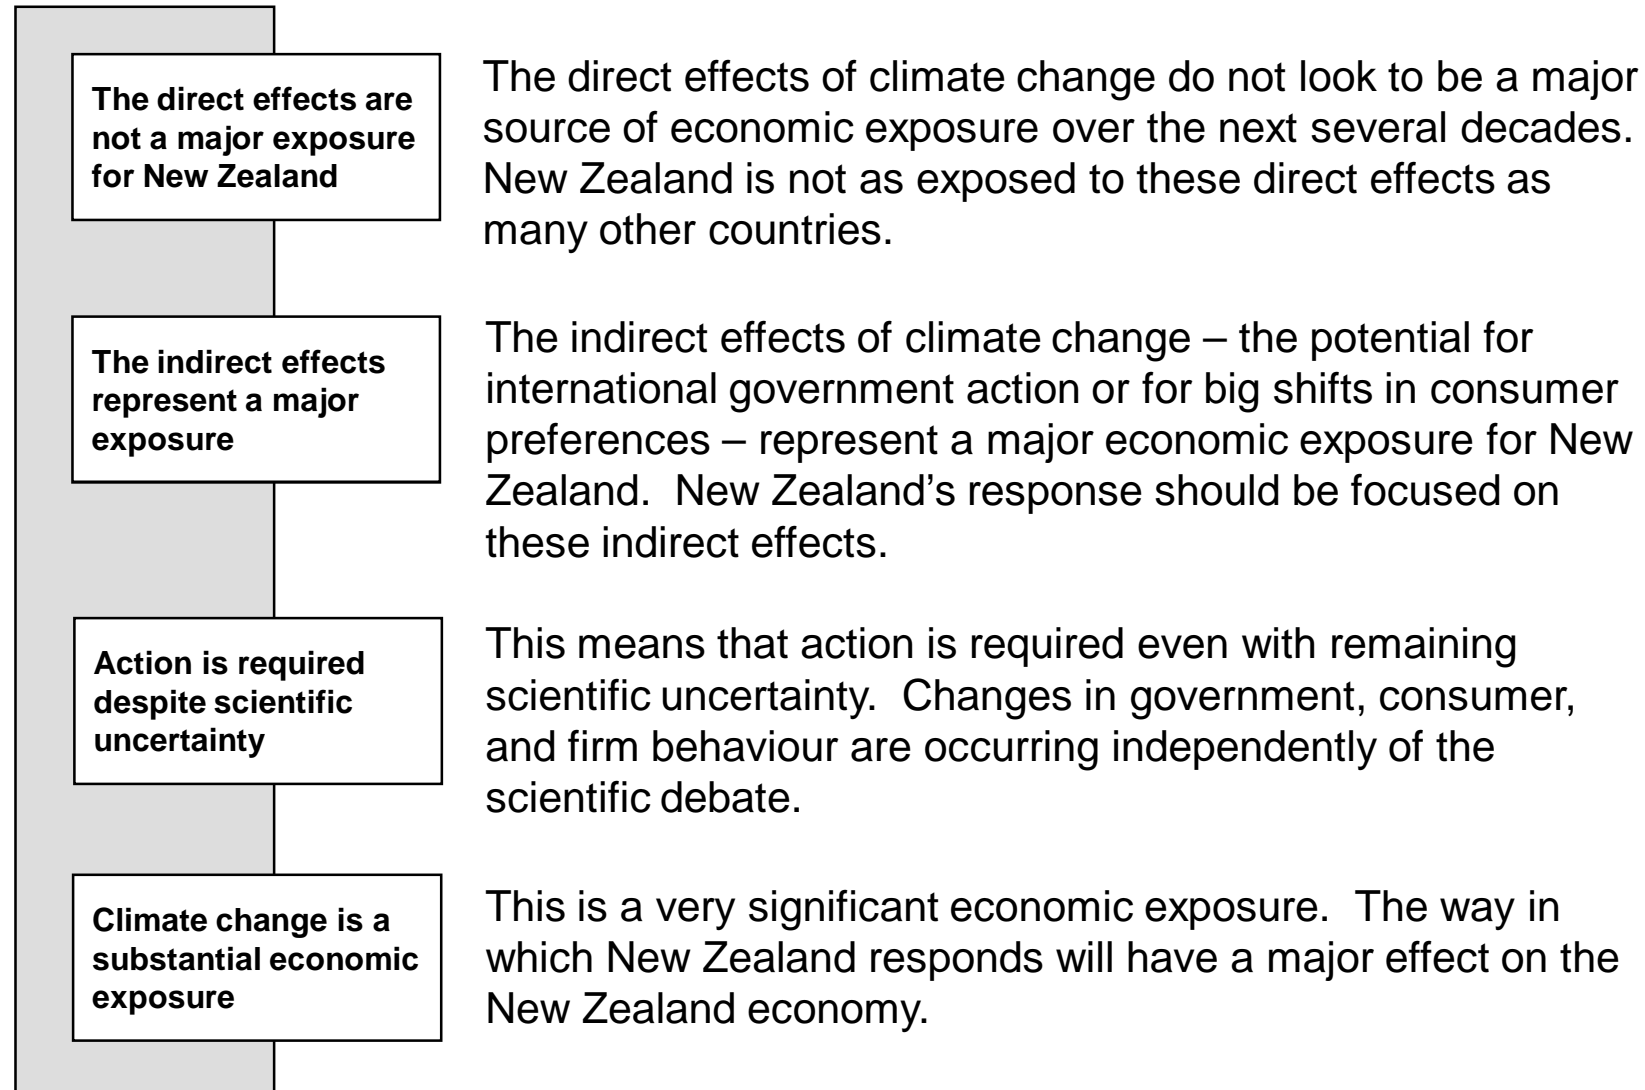 The direct effects are
not a major exposure
for New Zealand
The direct effects of climate change do not look to be a major
source of economic exposure over the next several decades.
New Zealand is not as exposed to these direct effects as
many other countries.
The indirect effects
represent a major
exposure
The indirect effects of climate change – the potential for
international government action or for big shifts in consumer
preferences – represent a major economic exposure for New
Zealand.  New Zealand’s response should be focused on
these indirect effects.
Action is required
despite scientific
uncertainty
This means that action is required even with remaining
scientific uncertainty.  Changes in government, consumer,
and firm behaviour are occurring independently of the
scientific debate.
Climate change is a
substantial economic
exposure
This is a very significant economic exposure.  The way in
which New Zealand responds will have a major effect on the
New Zealand economy.